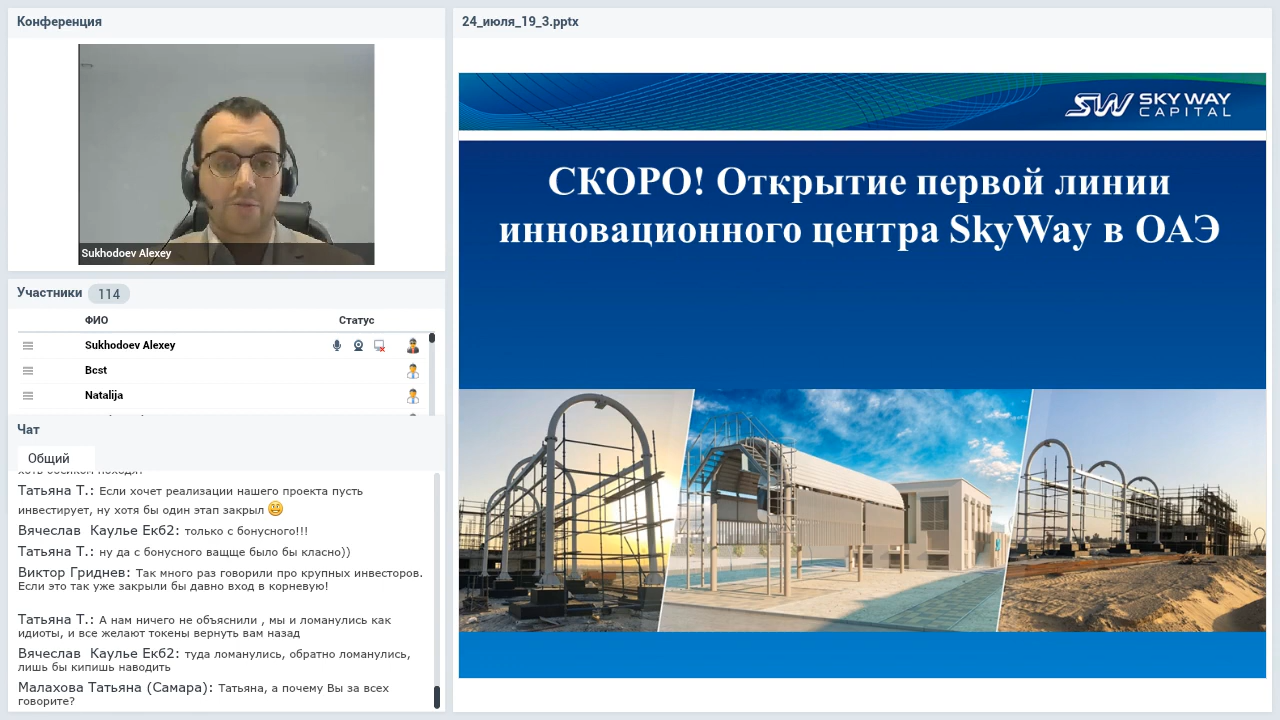 Конференция
Sukhodoev Alexey
Участники 114
ФИО Статус
Sukhodoev Alexey
Bcst
Natalija
Чат
Общий
Татьяна Т.: Если хочет реализации нашего проекта пусть
инвестирует, ну хотя бы один этап закрыл
Вячеслав Каулье Екб2: только с бонусного!!!
Татьяна Т.: ну да с бонусного ващще было бы класно))
Виктор Гриднев: Так много раз говорили про крупных инвесторов.
Если это так уже закрыли бы давно вход в корневую!
Татьяна Т.: А нам ничего не объяснили , мы и ломанулись как
идиоты, и все желают токены вернуть вам назад
Вячеслав Каулье Екб2: туда ломанулись, обратно ломанулись,
лишь бы кипишь наводить
Малахова Татьяна (Самара): Татьяна, а почему Вы за всех
говорите?
24_июля_19_3.pptx
SW SKY WAY
CAPITAL
СКОРО! Открытие первой линии
инновационного центра SkyWay в ОАЭ